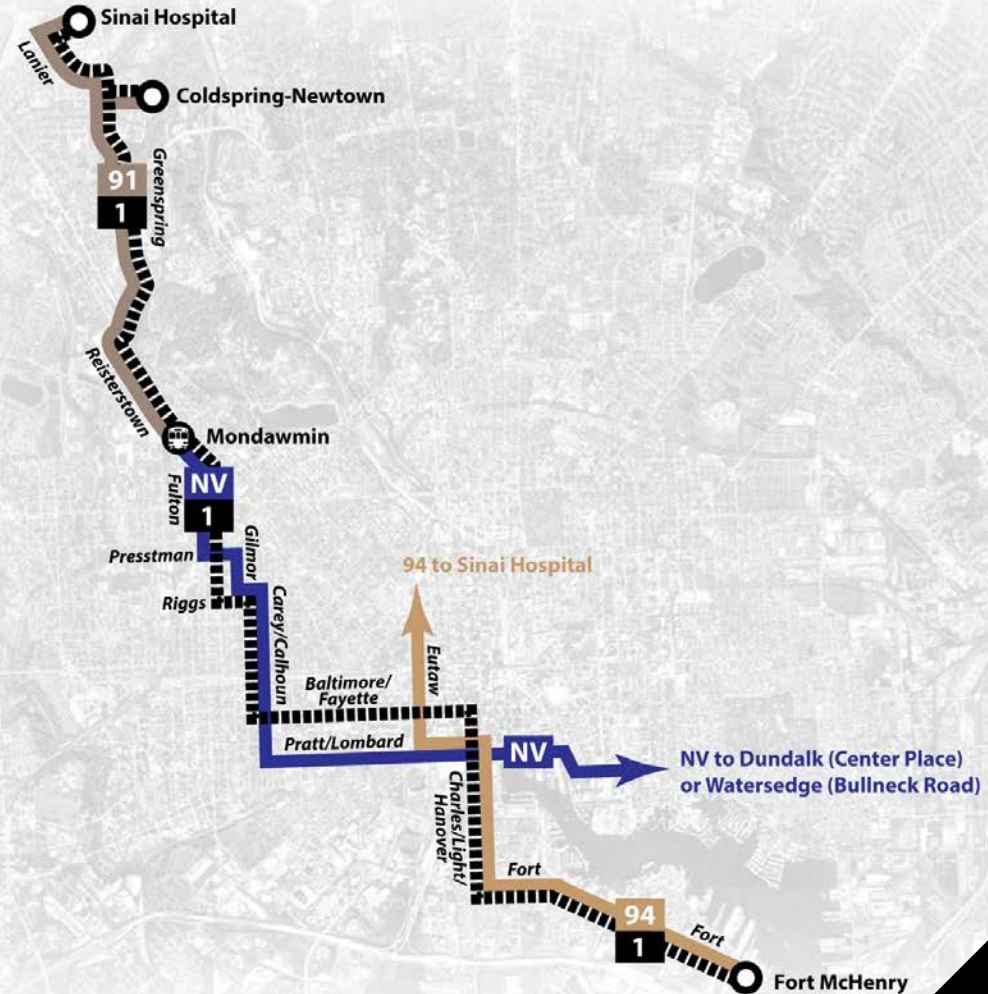 Sinai Hospital
Lanier
Coldspring-Newtown
Greenspring
91
1
Reisterstown
Mondawmin
Fulton
NV
1
Gilmor
Presstman
Riggs
94 to Sinai Hospital
Carey/Calhoun
Eutaw
Baltimore/
Fayette
Pratt/Lombard
NV
NV to Dundalk (Center Place)
or Watersedge (Bullneck Road)
Charles/Light/
Hanover
Fort
94
1
Fort
Fort McHenry